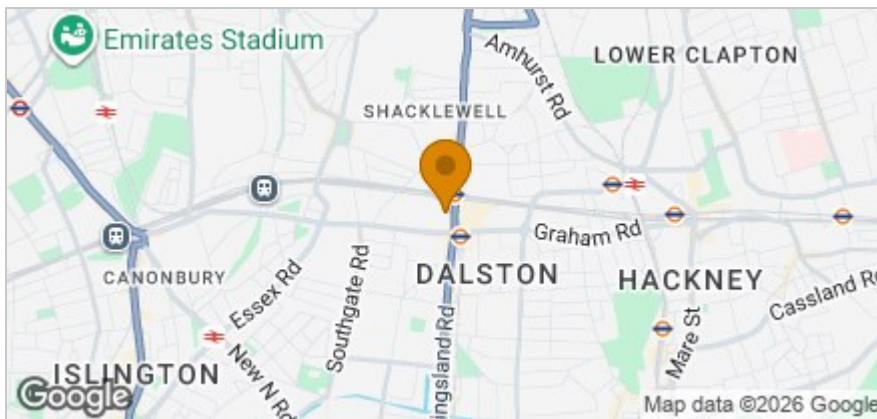 Emirates Stadium
Amhurst Rd
LOWER CLAPTON
SHACKLEWELL
Graham Rd
CANONBURY
Essex Rd
Southgate Rd
DALSTON
HACKNEY
Cassland Rd
ingsland Rd
Mare St
New N Rd
ISLINGTON
Google
Map data ©2026 Google